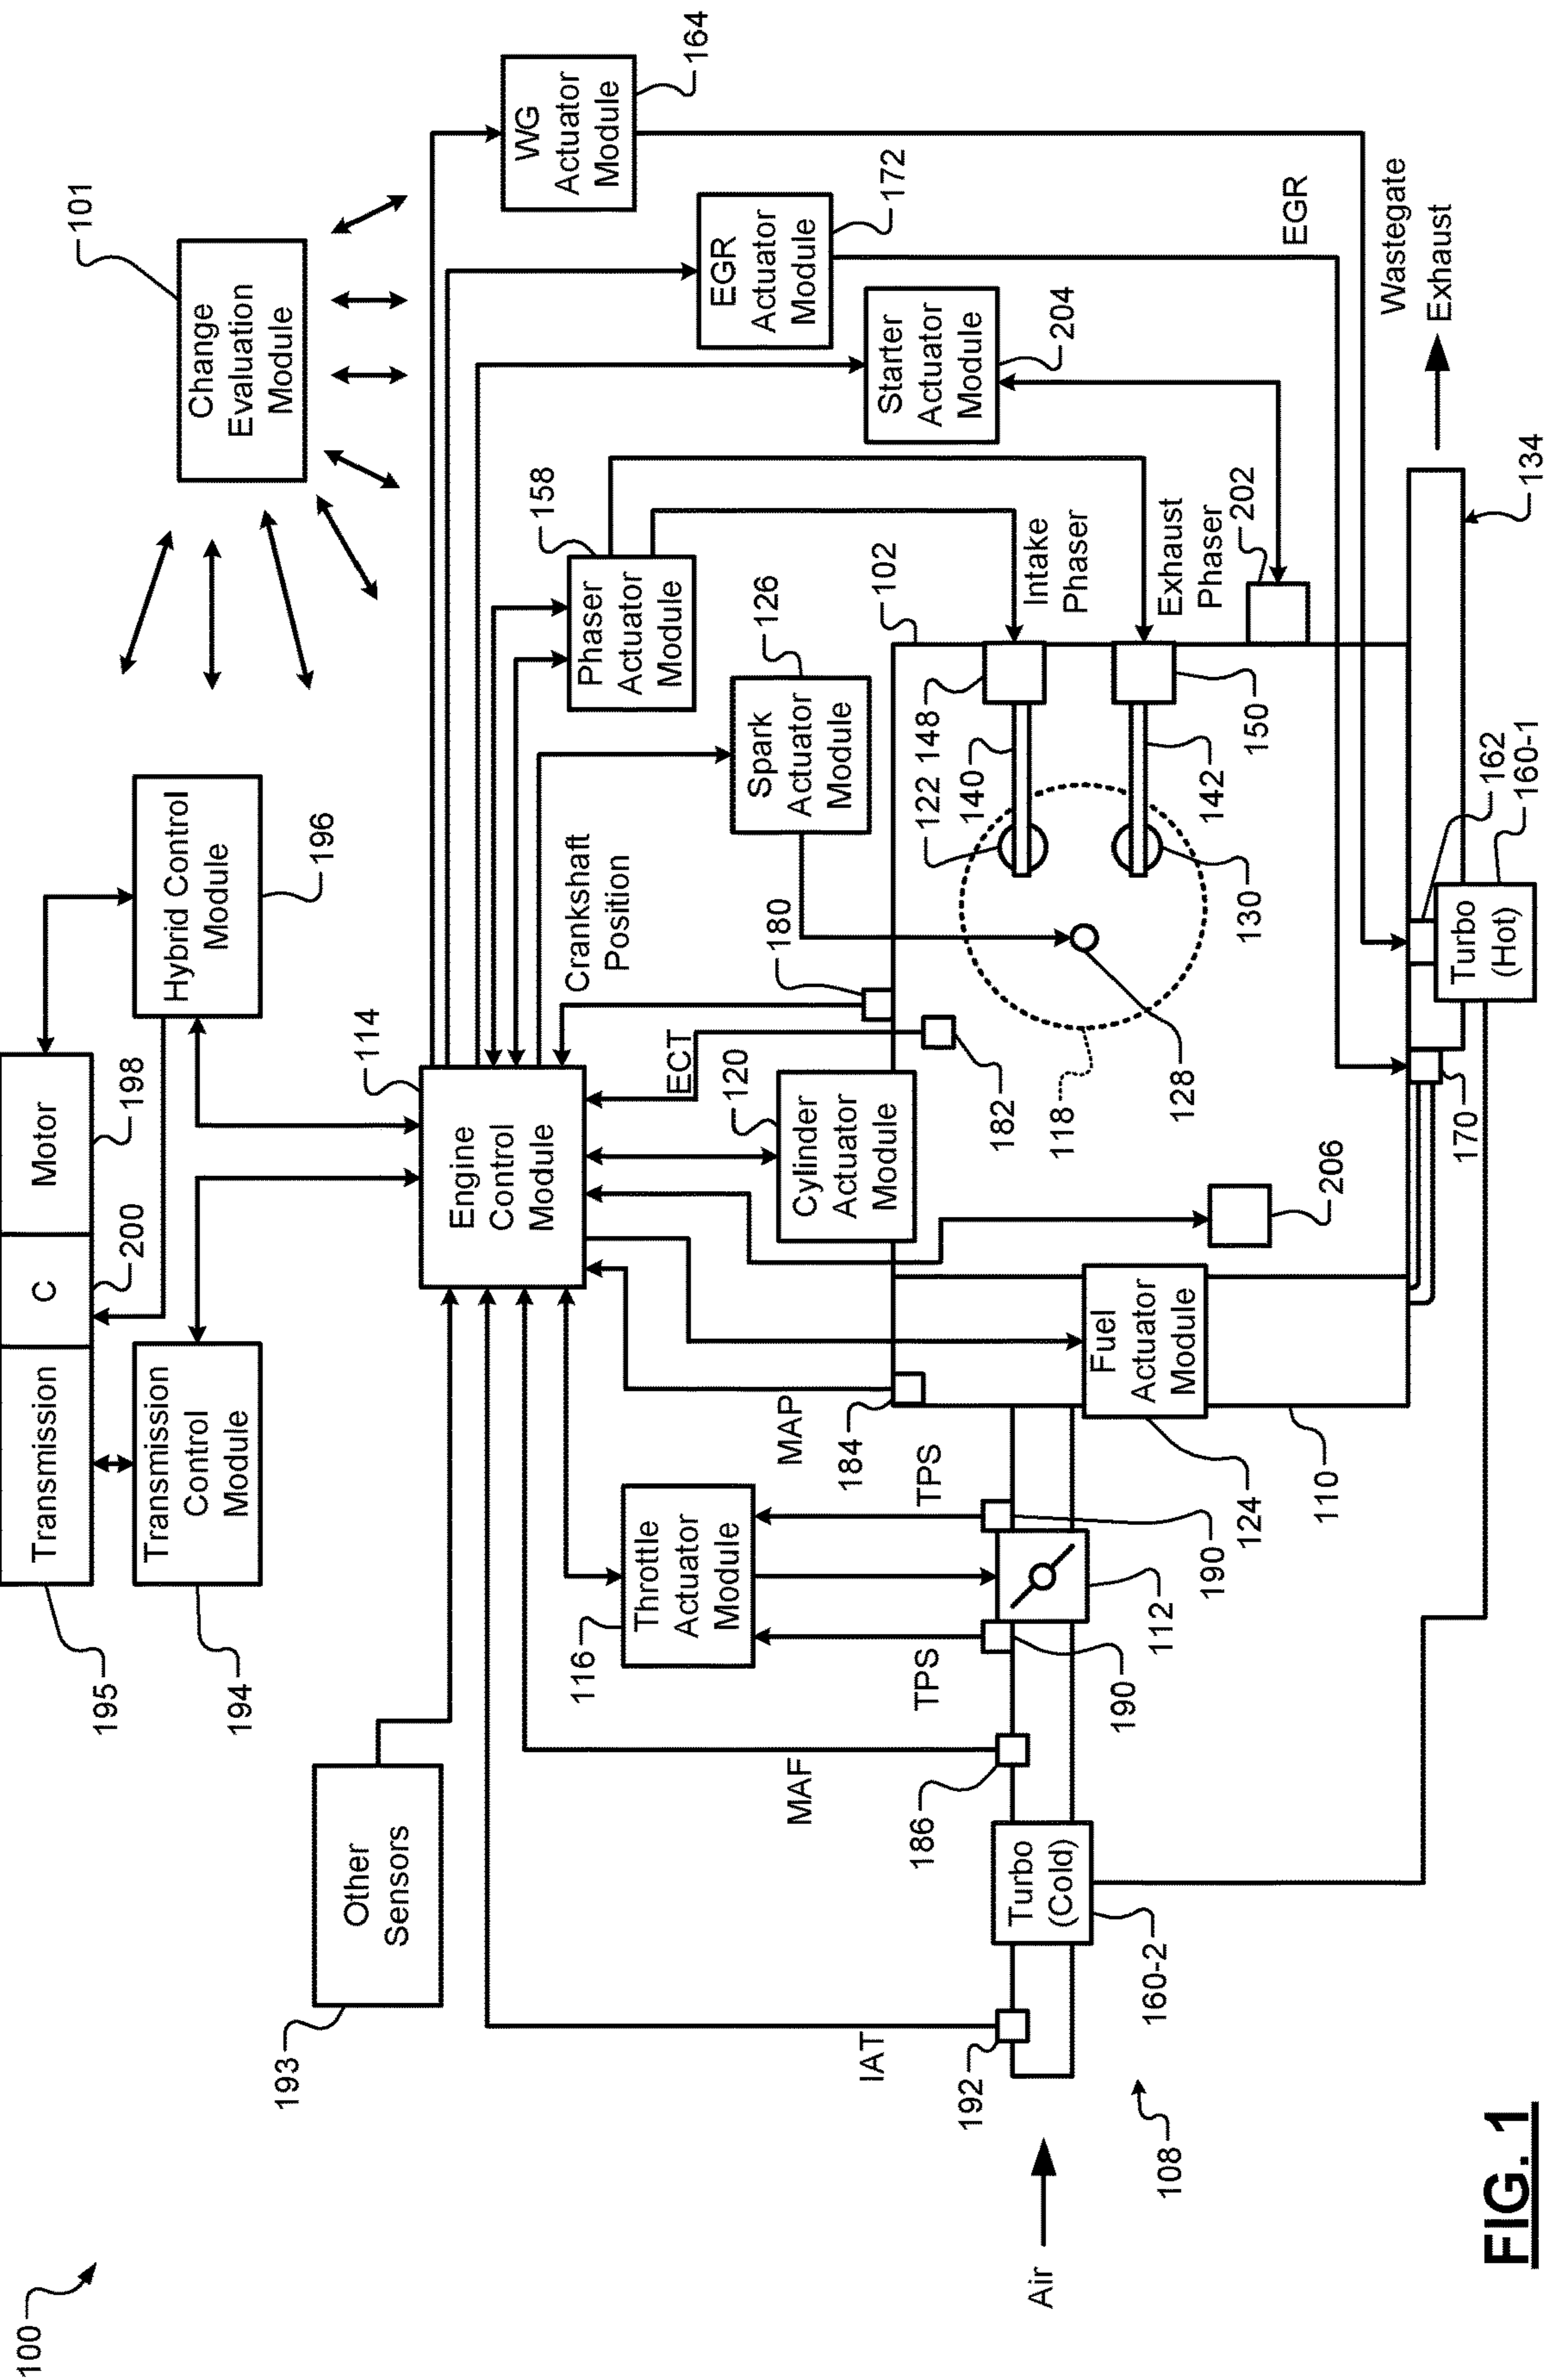 100
195
Transmission
C
200
Motor
198
194
Transmission
Control
Module
Hybrid Control
Module
196
101
Change
Evaluation
Module
193
Other
Sensors
114
Engine
Control
Module
WG
Actuator
Module
164
EGR
Actuator
Module
172
Starter
Actuator
Module
204
158
Phaser
Actuator
Module
126
Spark
Actuator
Module
Crankshaft
Position
180
ECT
120
Cylinder
Actuator
Module
182
116
Throttle
Actuator
Module
MAP
184
TPS
TPS
MAF
186
IAT
192
190
190
112
Turbo
(Cold)
160-2
Air
108
Fuel
Actuator
Module
124
110
206
118
128
130
122
140
148
142
150
102
Intake
Phaser
Exhaust
Phaser
202
EGR
Wastegate
Exhaust
134
162
160-1
Turbo
(Hot)
170
FIG. 1